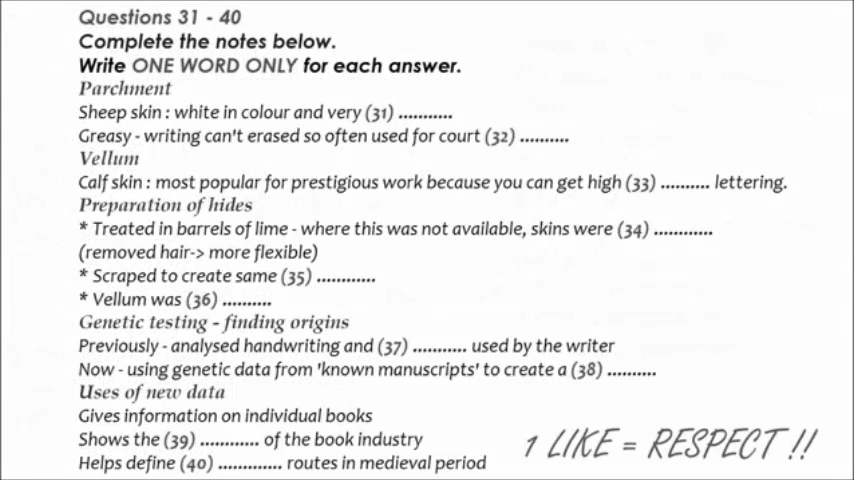 Questions 31 - 40
Complete the notes below.
Write ONE WORD ONLY for each answer.
Parchment
Sheep skin : white in colour and very (31) ...........
Greasy - writing can't erased so often used for court (32) ..........
Vellum
Calf skin : most popular for prestigious work because you can get high (33) .......... lettering.
Preparation of hides
* Treated in barrels of lime - where this was not available, skins were (34) ............
(removed hair-> more flexible)
* Scraped to create same (35) ............
* Vellum was (36) ..........
Genetic testing - finding origins
Previously - analysed handwriting and (37) ........... used by the writer
Now - using genetic data from 'known manuscripts' to create a (38) ..........
Uses of new data
Gives information on individual books
Shows the (39) ............ of the book industry
Helps define (40) ............. routes in medieval period
1 LIKE = RESPECT !!